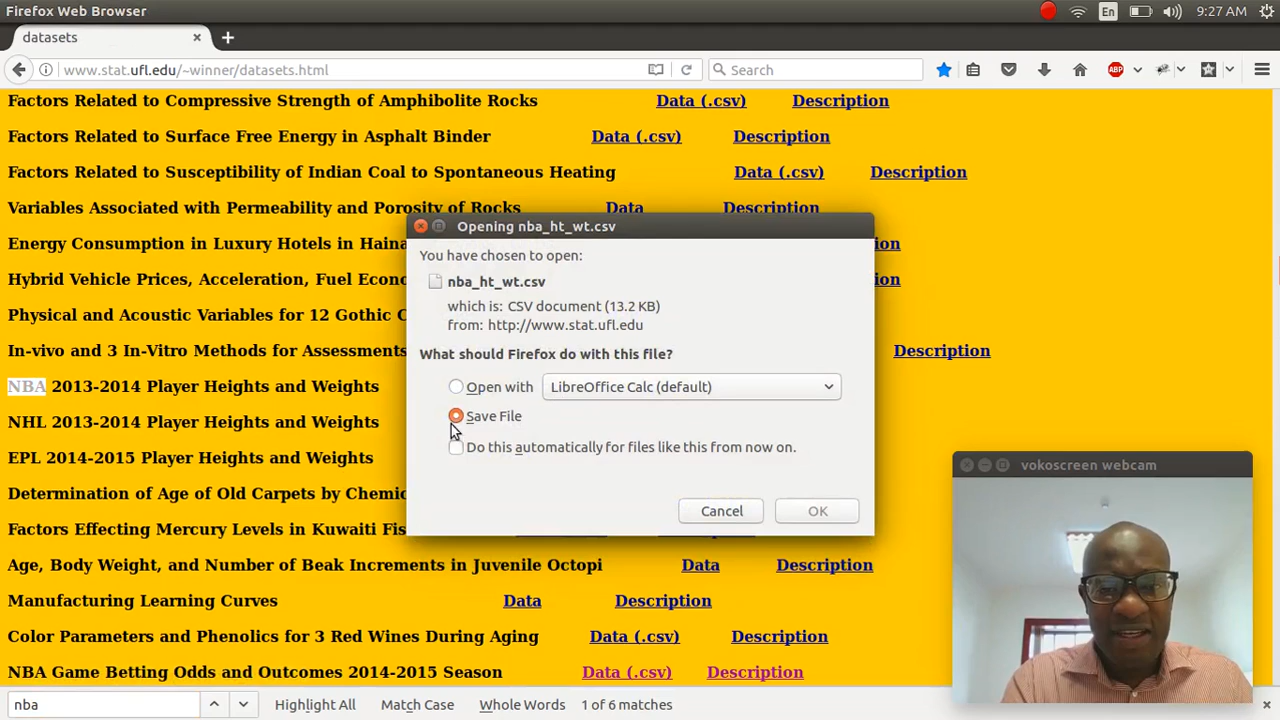 Firefox Web Browser
En
9:27 AM
datasets
www.stat.ufl.edu/~winner/datasets.html
Search
ABP
Factors Related to Compressive Strength of Amphibolite Rocks Data (.csv) Description
Factors Related to Surface Free Energy in Asphalt Binder Data (.csv) Description
Factors Related to Susceptibility of Indian Coal to Spontaneous Heating Data (.csv) Description
Variables Associated with Permeability and Porosity of Rocks Data Description
Energy Consumption in Luxury Hotels in Haina
Hybrid Vehicle Prices, Acceleration, Fuel Econo
Physical and Acoustic Variables for 12 Gothic C
In-vivo and 3 In-Vitro Methods for Assessments Description
NBA 2013-2014 Player Heights and Weights
NHL 2013-2014 Player Heights and Weights
EPL 2014-2015 Player Heights and Weights
Determination of Age of Old Carpets by Chemic
Factors Effecting Mercury Levels in Kuwaiti Fis
Age, Body Weight, and Number of Beak Increments in Juvenile Octopi Data Description
Manufacturing Learning Curves Data Description
Color Parameters and Phenolics for 3 Red Wines During Aging Data (.csv) Description
NBA Game Betting Odds and Outcomes 2014-2015 Season Data (.csv) Description
Opening nba_ht_wt.csv
You have chosen to open:
nba_ht_wt.csv
which is: CSV document (13.2 KB)
from: http://www.stat.ufl.edu
What should Firefox do with this file?
Open with LibreOffice Calc (default)
Save File
Do this automatically for files like this from now on.
Cancel OK
vokoscreen webcam
nba Highlight All Match Case Whole Words 1 of 6 matches